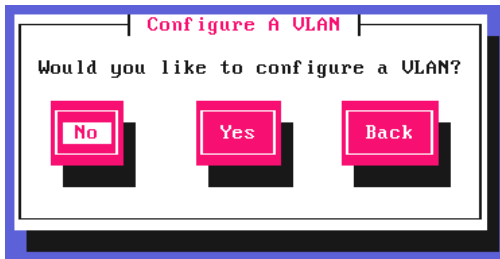 Configure A VLAN
Would you like to configure a VLAN?
No Yes Back